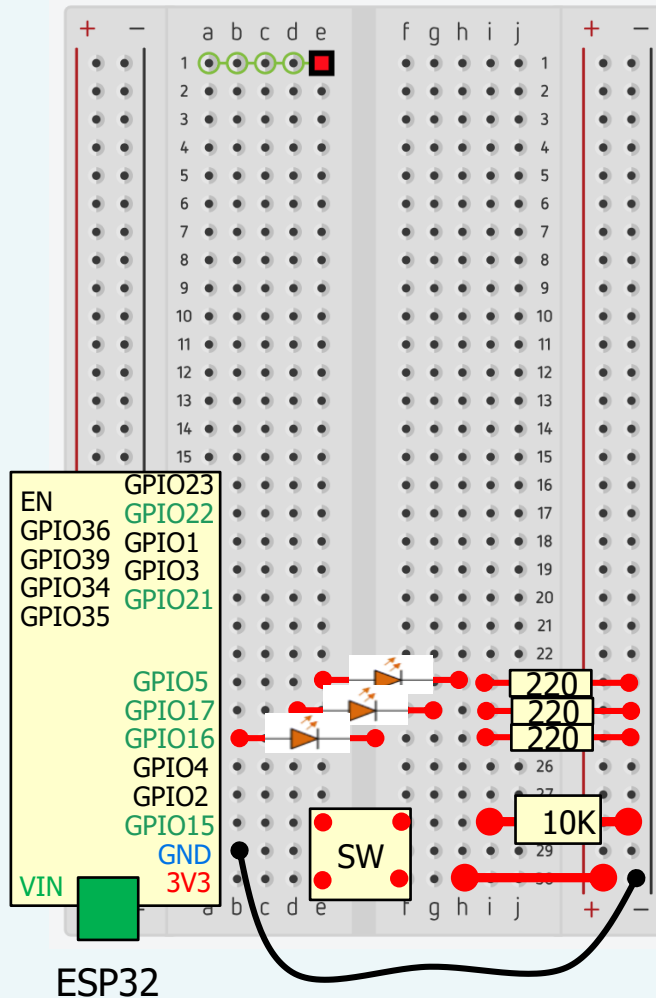 + − a b c d e f g h i j + −
1 1
2 2
3 3
4 4
5 5
6 6
7 7
8 8
9 9
10 10
11 11
12 12
13 13
14 14
15 15
GPIO23 16
EN GPIO22 17
GPIO36 GPIO1 18
GPIO39 GPIO3 19
GPIO34 GPIO21 20
GPIO35 21
22
GPIO5 220
GPIO17 220
GPIO16 220
GPIO4 26
GPIO2 27
GPIO15 SW 10K
GND 29
VIN 3V3 30
a b c d e f g h i j + −
ESP32